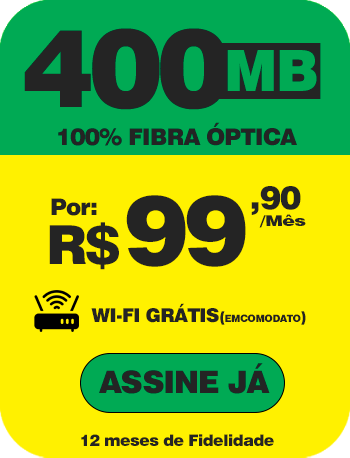 400MB
100% FIBRA ÓPTICA
Por:
R$99,90
/Mês
WI-FI GRÁTIS(EMCOMODATO)
ASSINE JÁ
12 meses de Fidelidade